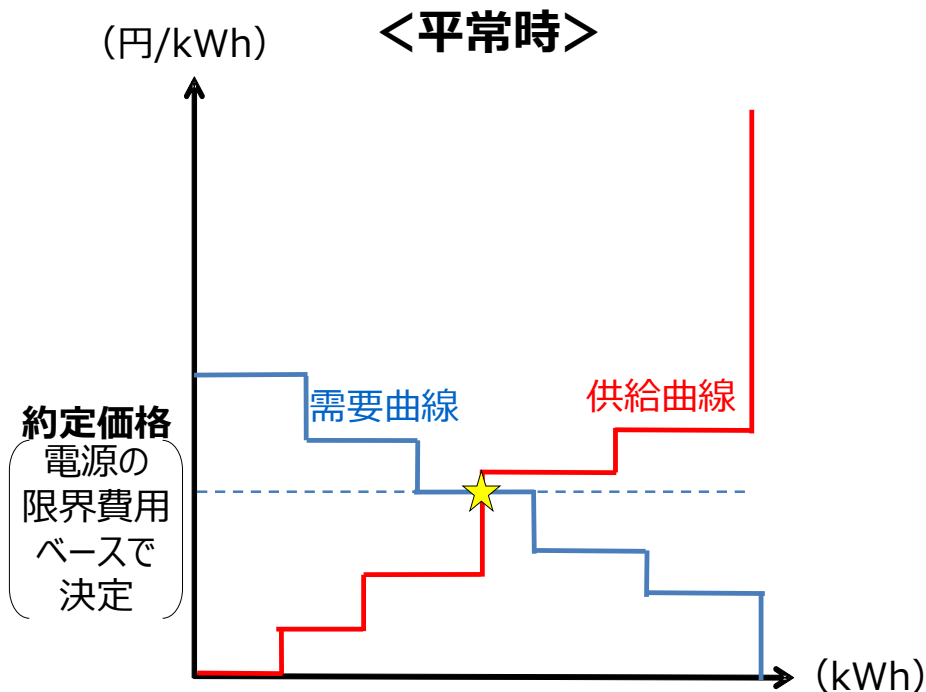 ＜平常時＞
（円/kWh）
需要曲線
供給曲線
約定価格
電源の
限界費用
ベースで
決定
（kWh）